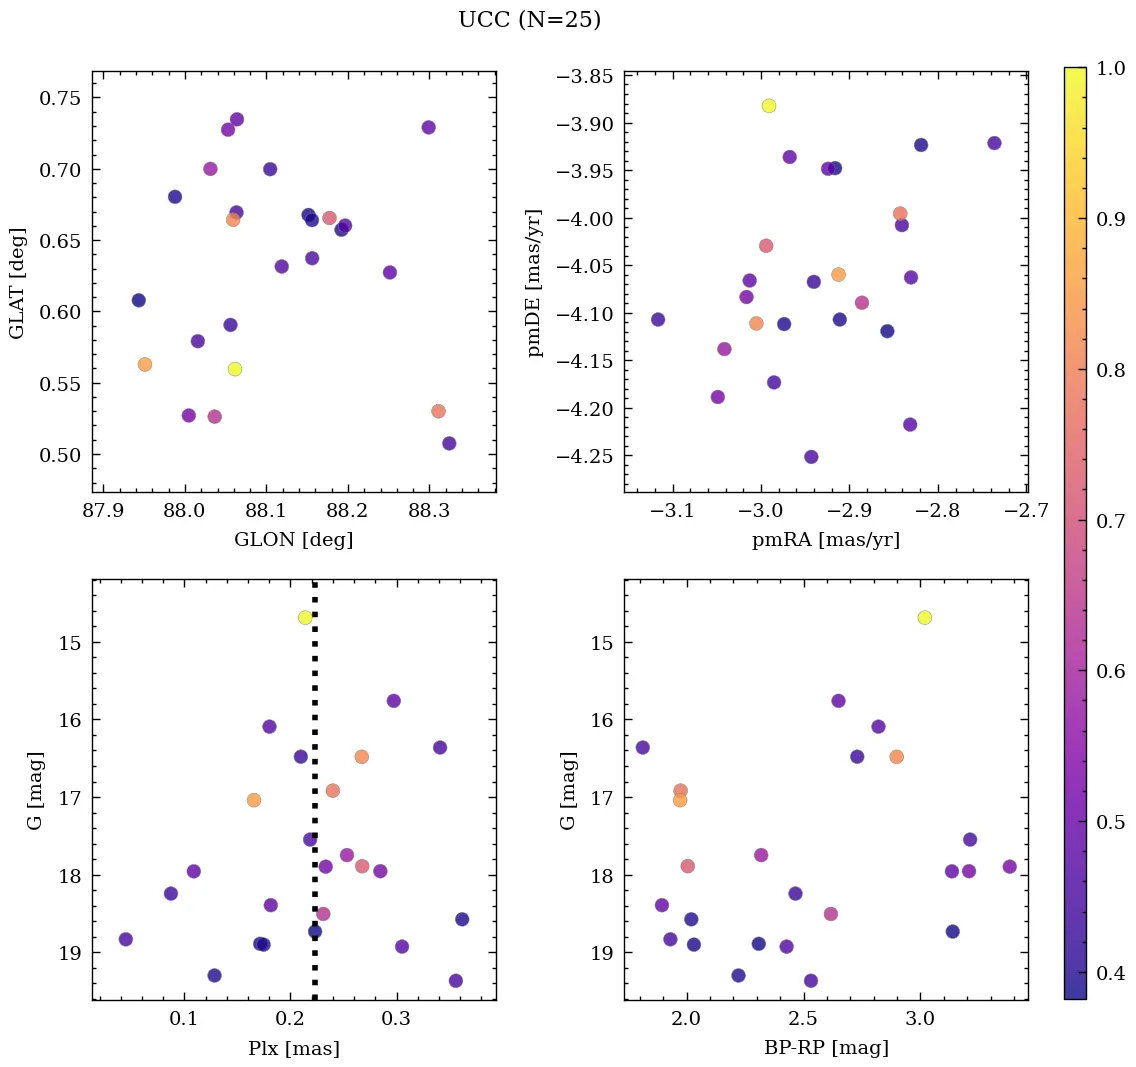 UCC (N=25)
0.75
0.70
0.65
0.60
0.55
0.50
GLAT [deg]
87.9 88.0 88.1 88.2 88.3
GLON [deg]
−3.85
−3.90
−3.95
−4.00
−4.05
−4.10
−4.15
−4.20
−4.25
pmDE [mas/yr]
−3.1 −3.0 −2.9 −2.8 −2.7
pmRA [mas/yr]
15
16
17
18
19
G [mag]
0.1 0.2 0.3
Plx [mas]
15
16
17
18
19
G [mag]
2.0 2.5 3.0
BP-RP [mag]
1.0
0.9
0.8
0.7
0.6
0.5
0.4